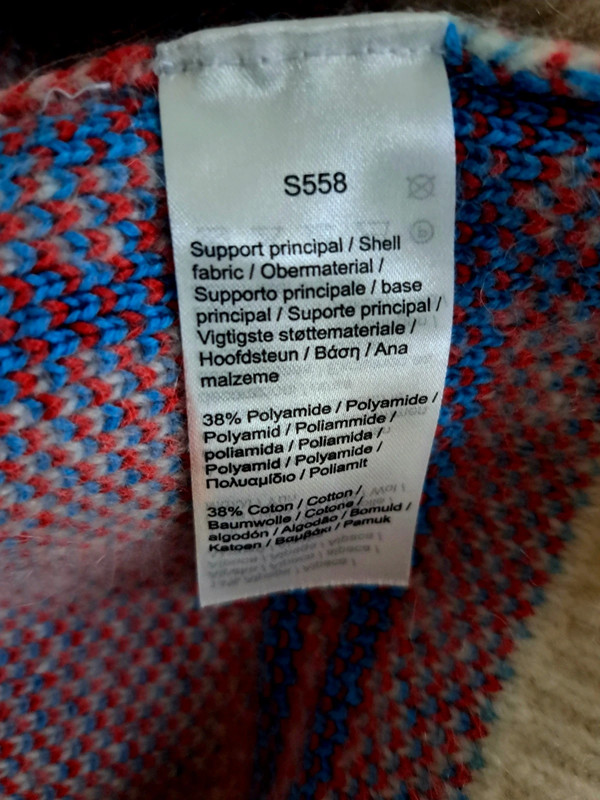 S558
Support principal / Shell
fabric / Obermaterial /
Supporto principale / base
principal / Suporte principal /
Vigtigste støttemateriale /
Hoofdsteun / Βάση / Ana
malzeme
38% Polyamide / Polyamide /
Polyamid / Poliammide /
poliamida / Poliamida /
Polyamid / Polyamide /
Πολυαμίδιο / Poliamit
38% Coton / Cotton /
Baumwolle / Cotone /
algodón / Algodão / Bomuld /
Katoen / Βαμβάκι / Pamuk